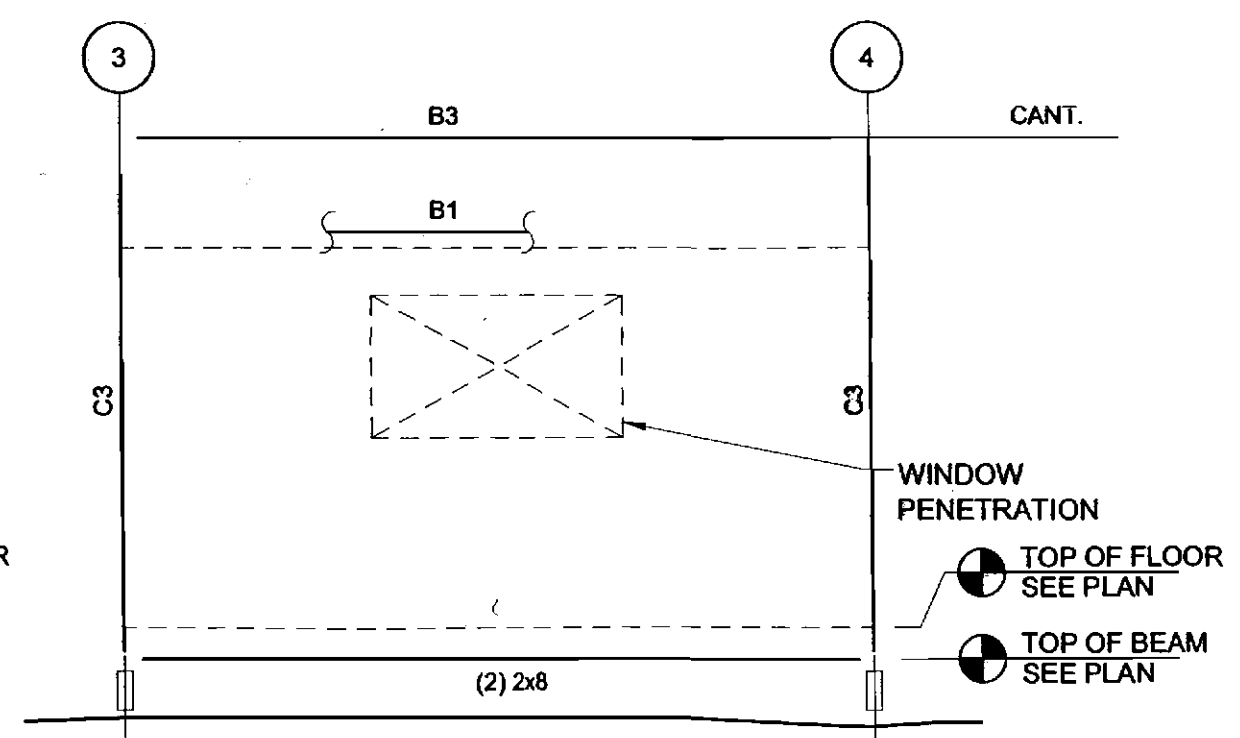 3
4
B3
CANT.
B1
C3
C3
WINDOW
PENETRATION
R
TOP OF FLOOR
SEE PLAN
TOP OF BEAM
SEE PLAN
(2) 2x8